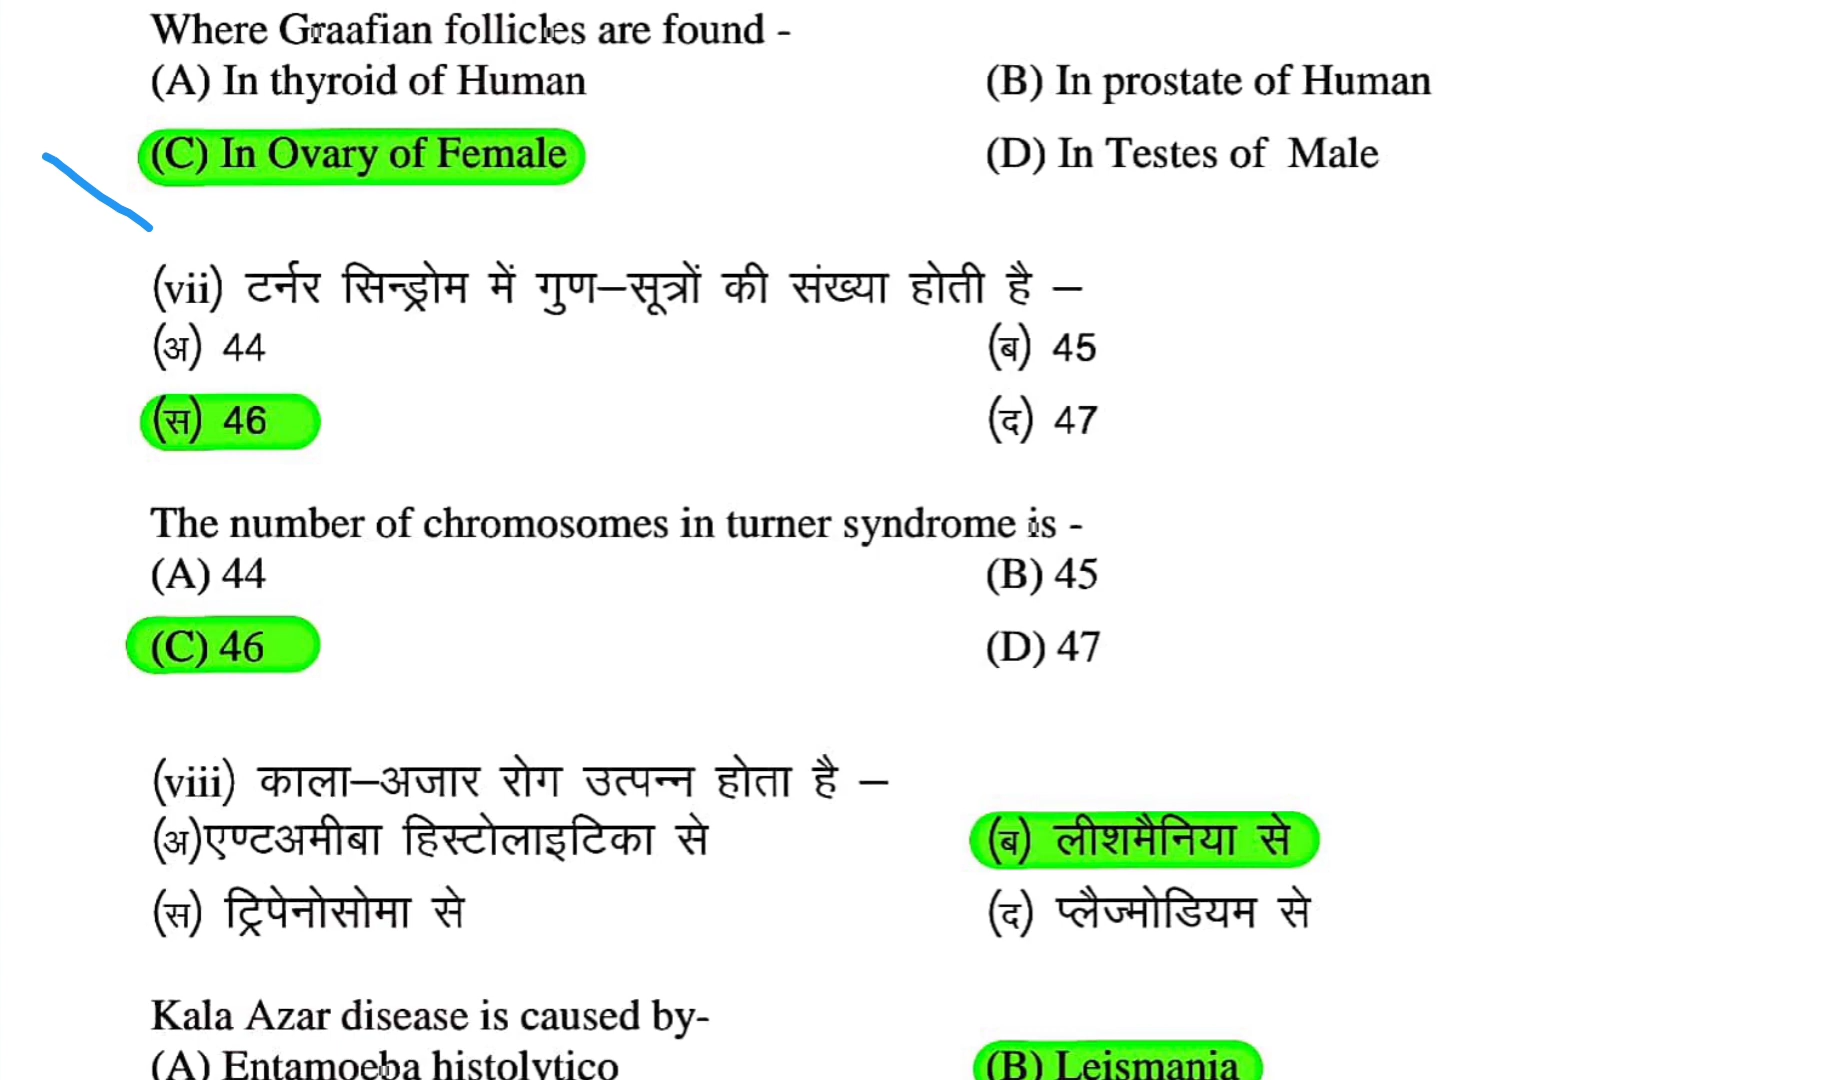 Where Graafian follicles are found -
(A) In thyroid of Human (B) In prostate of Human
(C) In Ovary of Female (D) In Testes of Male
(vii) टर्नर सिन्ड्रोम में गुण–सूत्रों की संख्या होती है –
(अ) 44 (ब) 45
(स) 46 (द) 47
The number of chromosomes in turner syndrome is -
(A) 44 (B) 45
(C) 46 (D) 47
(viii) काला–अजार रोग उत्पन्न होता है –
(अ)एण्टअमीबा हिस्टोलाइटिका से (ब) लीशमैनिया से
(स) ट्रिपेनोसोमा से (द) प्लैज्मोडियम से
Kala Azar disease is caused by-
(A) Entamoeba histolytico (B) Leismania